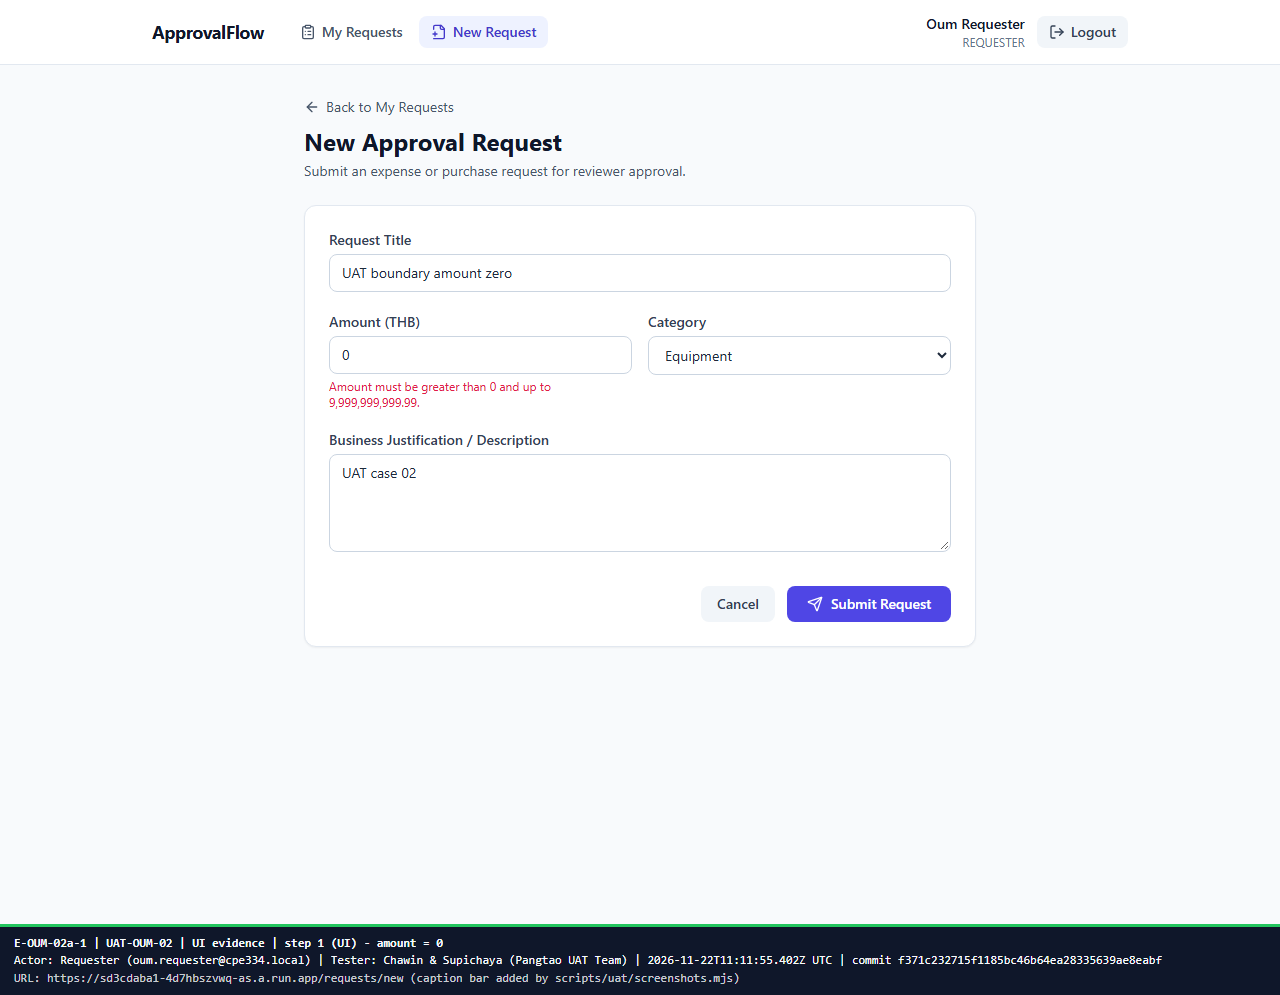 ApprovalFlow
My Requests
New Request
Oum Requester
REQUESTER
Logout
Back to My Requests
New Approval Request
Submit an expense or purchase request for reviewer approval.
Request Title
UAT boundary amount zero
Amount (THB)
Category
0
Equipment
Amount must be greater than 0 and up to
9,999,999,999.99.
Business Justification / Description
UAT case 02
Cancel
Submit Request
E-OUM-02a-1 | UAT-OUM-02 | UI evidence | step 1 (UI) - amount = 0
Actor: Requester (oum.requester@cpe334.local) | Tester: Chawin & Supichaya (Pangtao UAT Team) | 2026-11-22T11:11:55.402Z UTC | commit f371c232715f1185bc46b64ea28335639ae8eabf
URL: https://sd3cdaba1-4d7hbszvwq-as.a.run.app/requests/new (caption bar added by scripts/uat/screenshots.mjs)